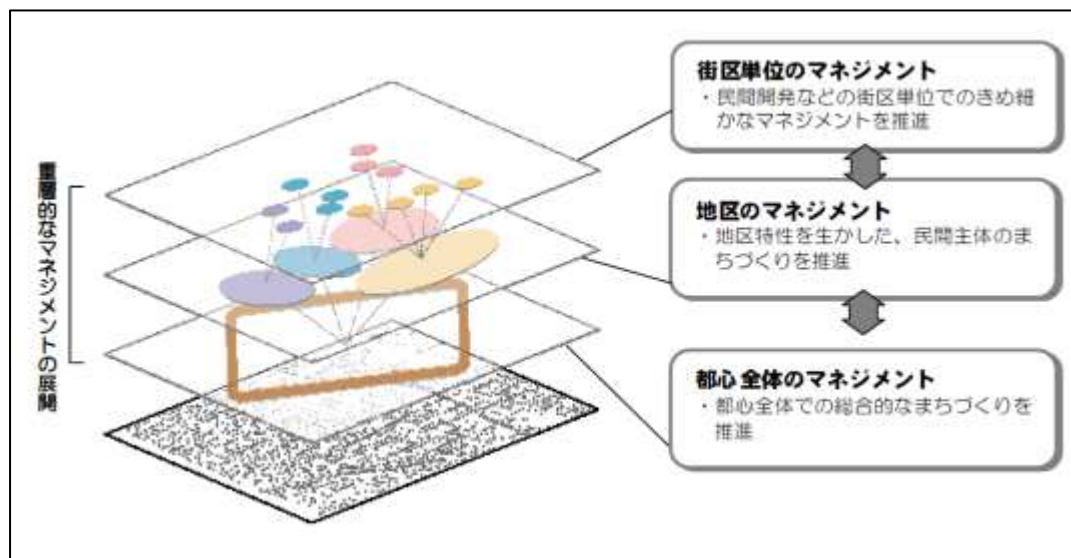 重層的なマネジメントの展開
街区単位のマネジメント
・民間開発などの街区単位でのきめ細
かなマネジメントを推進
地区のマネジメント
・地区特性を生かした、民間主体のま
ちづくりを推進
都心全体のマネジメント
・都心全体での総合的なまちづくりを
推進